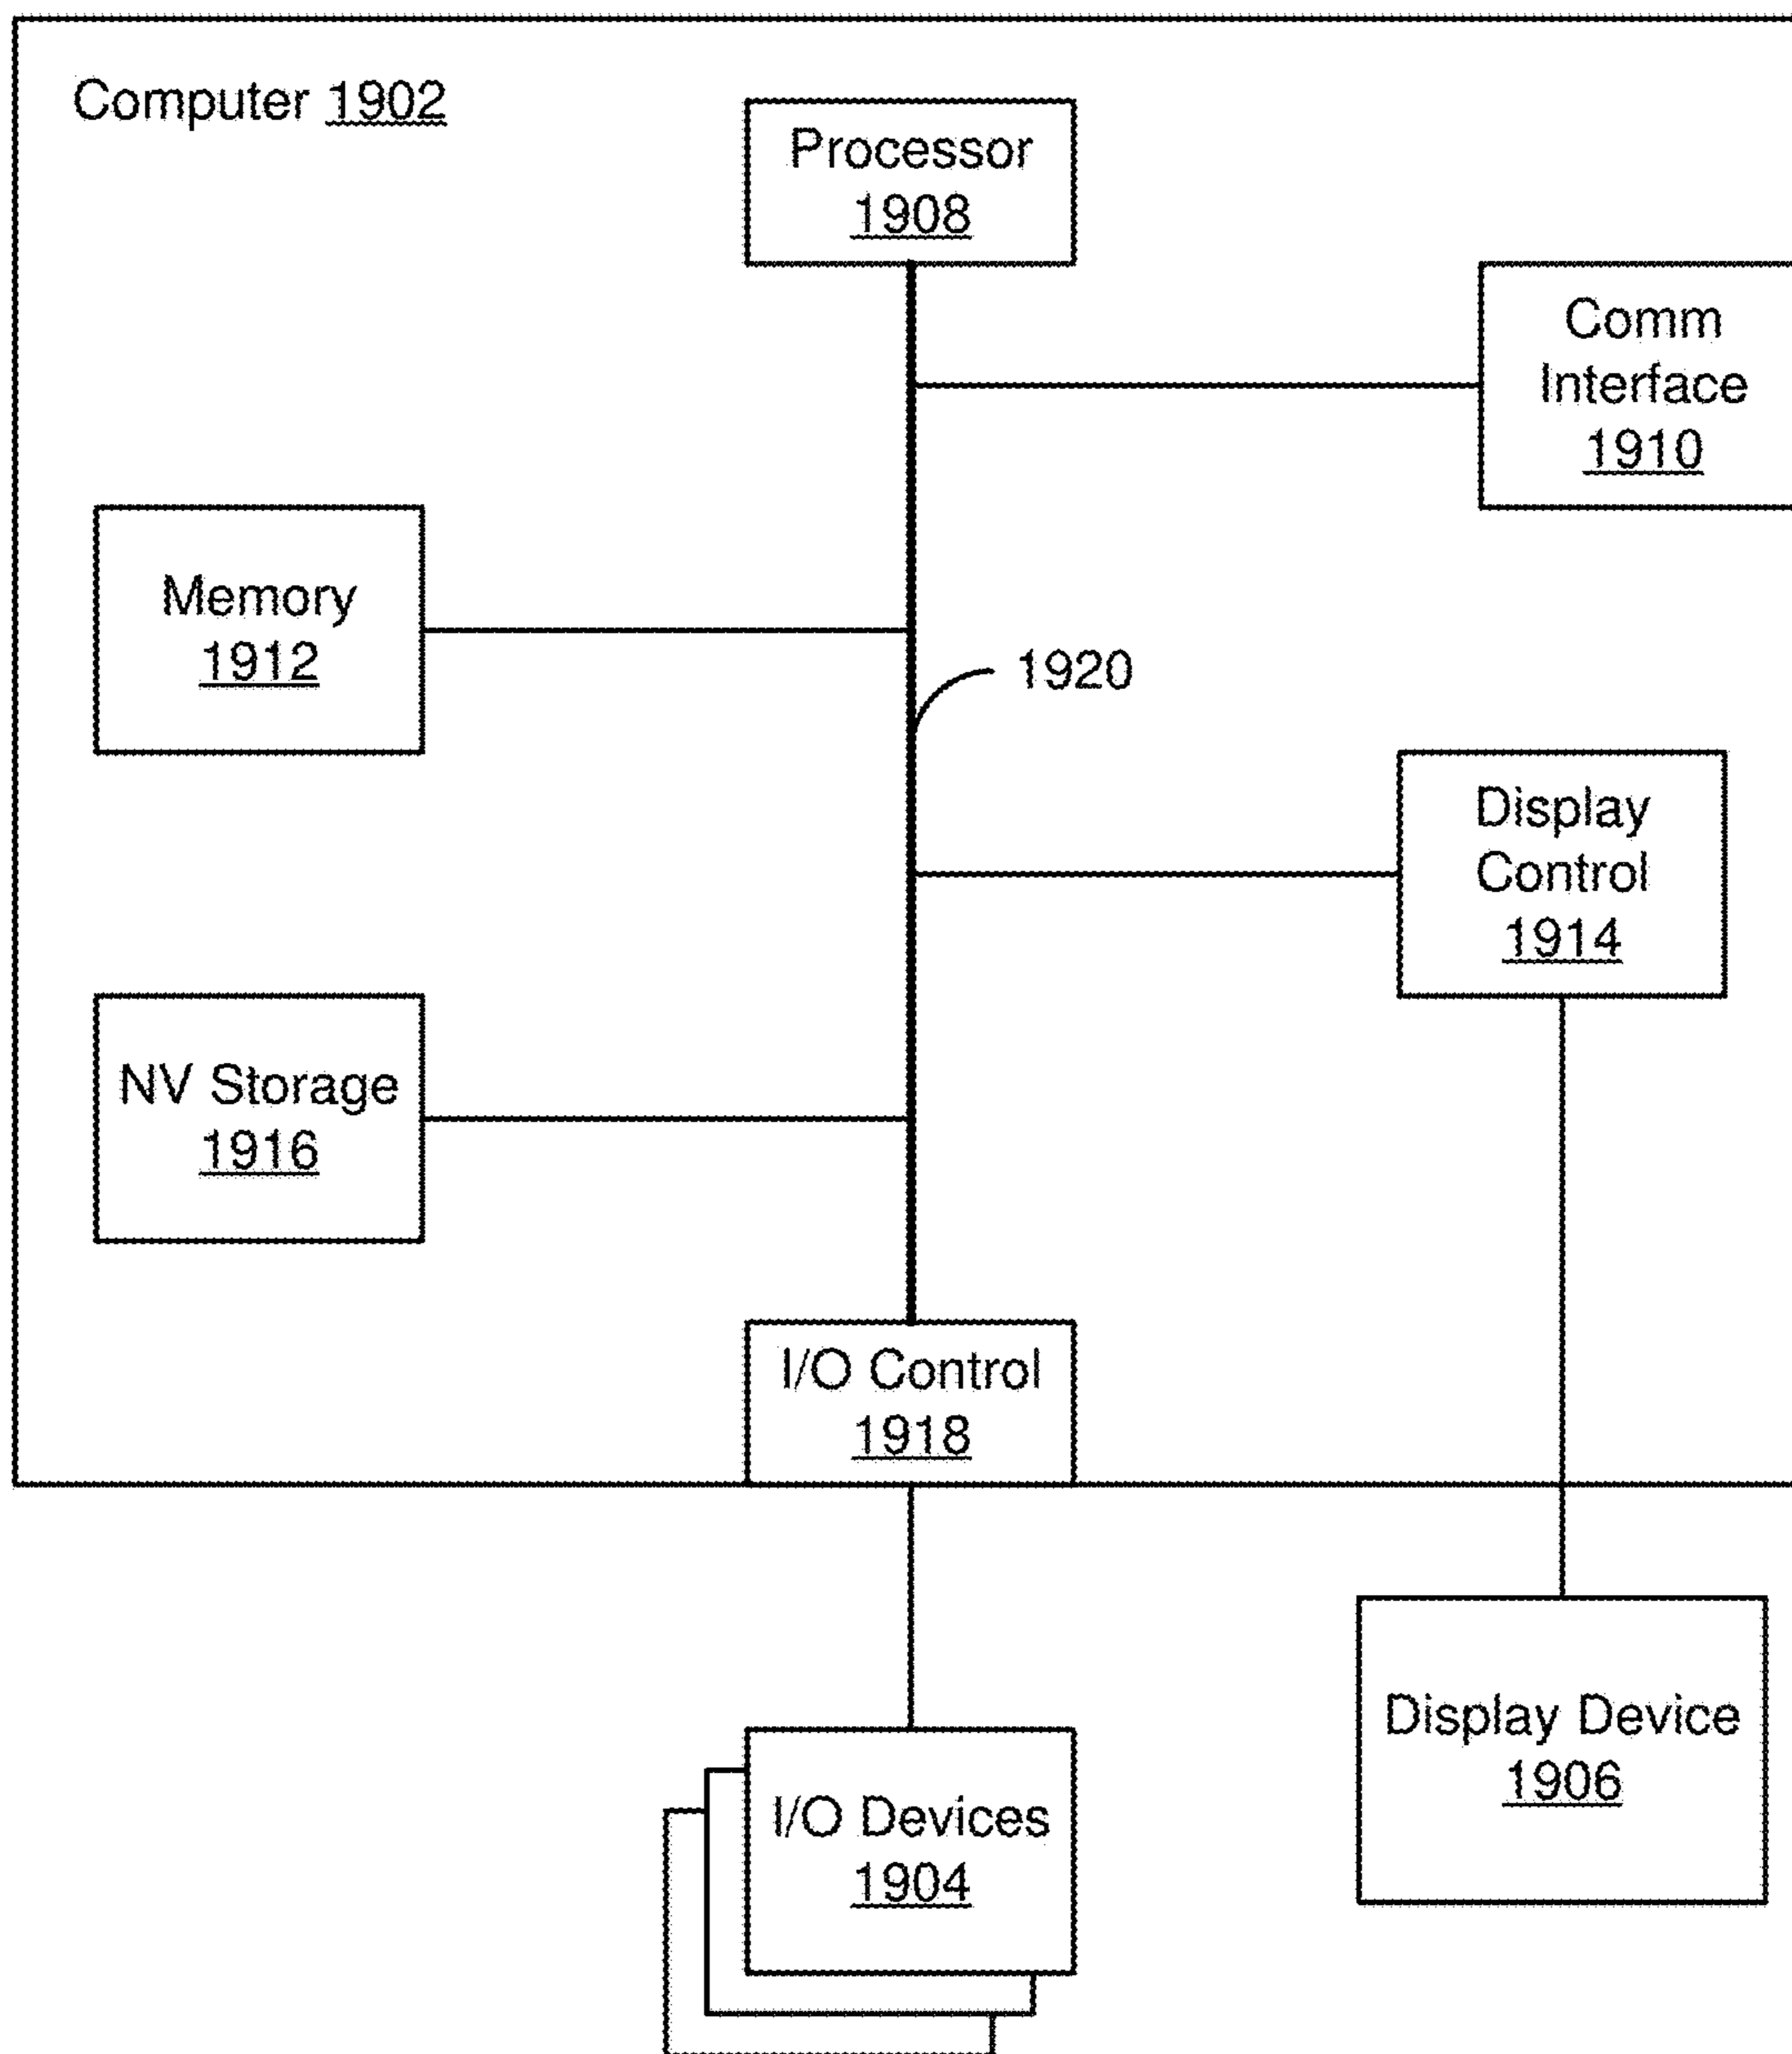 Computer 1902
Processor
1908
Comm
Interface
1910
Memory
1912
1920
Display
Control
1914
NV Storage
1916
I/O Control
1918
Display Device
1906
I/O Devices
1904